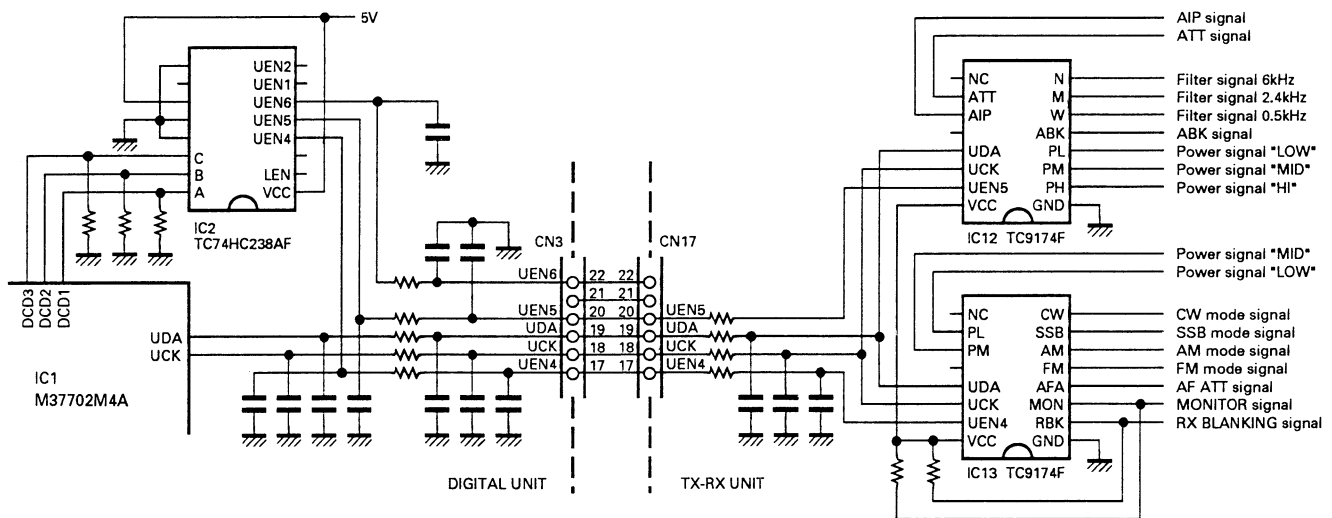 5V
UEN2
UEN1
UEN6
UEN5
UEN4
C
B
LEN
A
VCC
IC2
TC74HC238AF
DCD3
DCD2
DCD1
UDA
UCK
IC1
M37702M4A
CN3
CN17
UEN6 22 22
21 21
UEN5 20 20 UEN5
UDA 19 19 UDA
UCK 18 18 UCK
UEN4 17 17 UEN4
DIGITAL UNIT
TX-RX UNIT
AIP signal
ATT signal
NC N Filter signal 6kHz
ATT M Filter signal 2.4kHz
AIP W Filter signal 0.5kHz
ABK ABK signal
UDA PL Power signal "LOW"
UCK PM Power signal "MID"
UEN5 PH Power signal "HI"
VCC GND
IC12 TC9174F
Power signal "MID"
Power signal "LOW"
NC CW CW mode signal
PL SSB SSB mode signal
PM AM AM mode signal
FM FM mode signal
UDA AFA AF ATT signal
UCK MON MONITOR signal
UEN4 RBK RX BLANKING signal
VCC GND
IC13 TC9174F